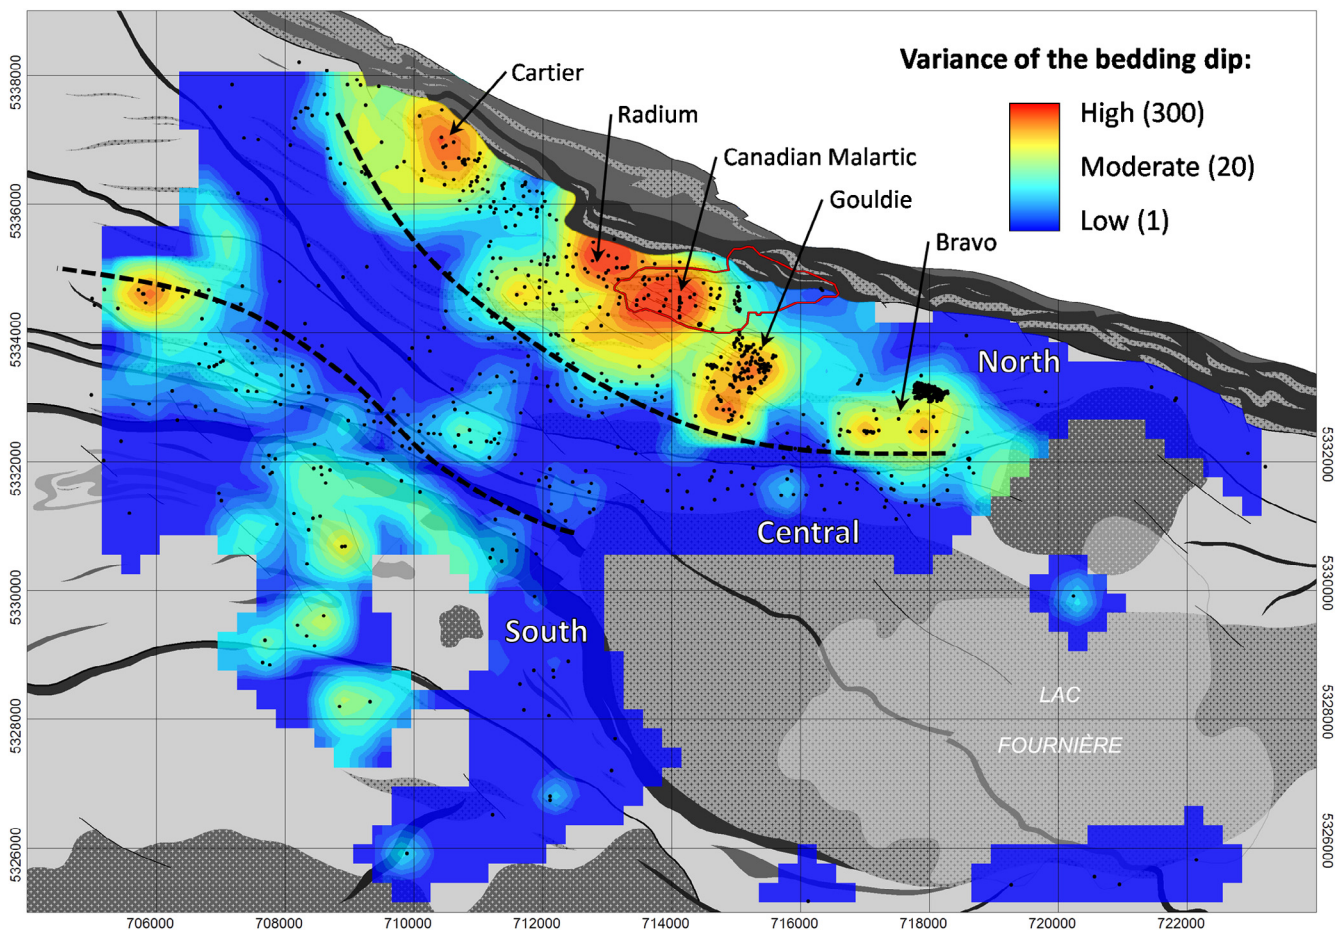 Variance of the bedding dip:
High (300)
Moderate (20)
Low (1)
Cartier
Radium
Canadian Malartic
Gouldie
Bravo
North
Central
South
LAC
FOURNIÈRE
5338000
5336000
5334000
5332000
5330000
5328000
5326000
5332000
5330000
5328000
5326000
706000
708000
710000
712000
714000
716000
718000
720000
722000